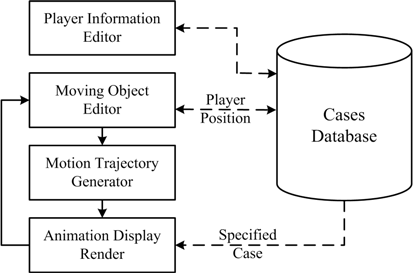 Player Information
Editor
Moving Object
Editor
Player
Position
Cases
Database
Motion Trajectory
Generator
Animation Display
Render
Specified
Case